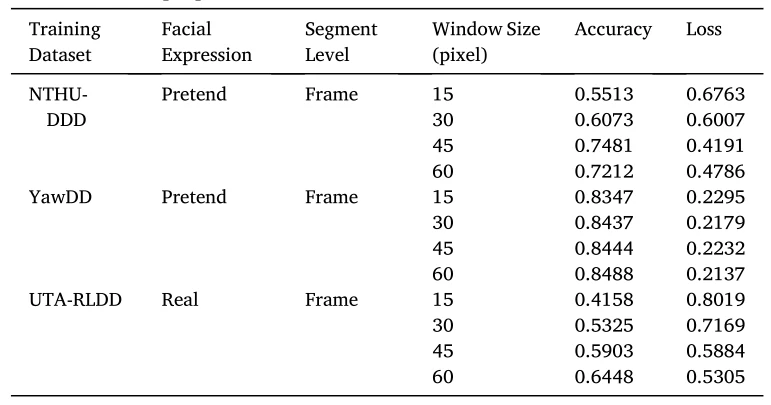 Training Dataset Facial Expression Segment Level Window Size (pixel) Accuracy Loss
NTHU-DDD Pretend Frame 15 0.5513 0.6763
30 0.6073 0.6007
45 0.7481 0.4191
60 0.7212 0.4786
YawDD Pretend Frame 15 0.8347 0.2295
30 0.8437 0.2179
45 0.8444 0.2232
60 0.8488 0.2137
UTA-RLDD Real Frame 15 0.4158 0.8019
30 0.5325 0.7169
45 0.5903 0.5884
60 0.6448 0.5305